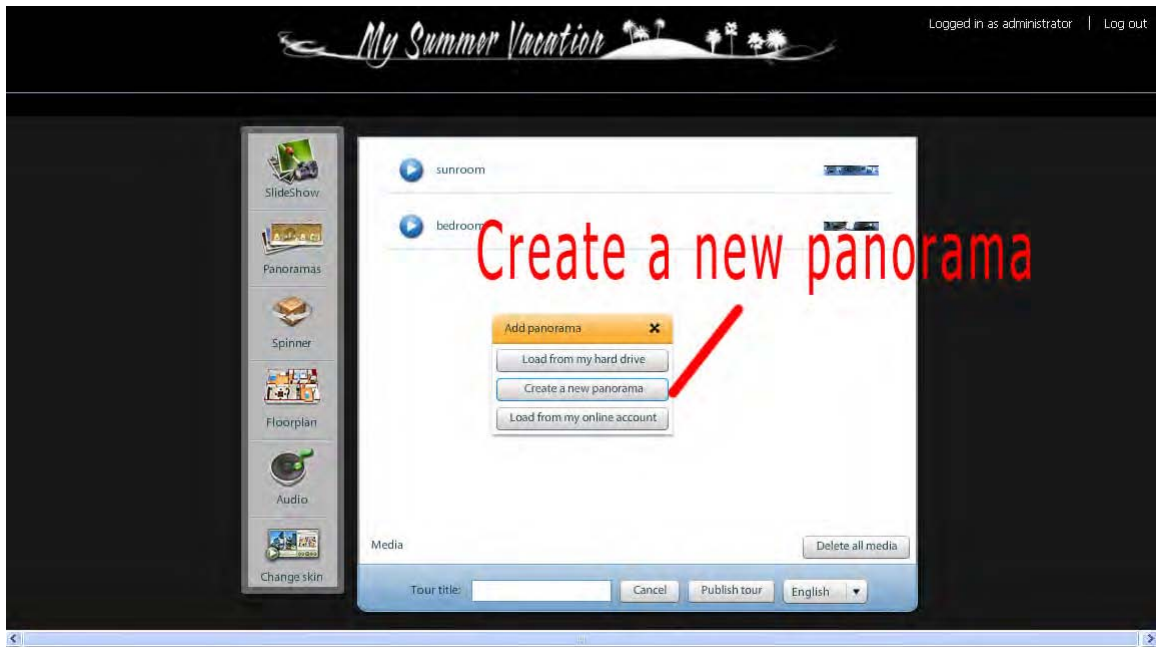 My Summer Vacation
Logged in as administrator | Log out
SlideShow
Panoramas
Spinner
Floorplan
Audio
Change skin
sunroom
bedroom
Create a new panorama
Add panorama
Load from my hard drive
Create a new panorama
Load from my online account
Media
Delete all media
Tour title:
Cancel
Publish tour
English